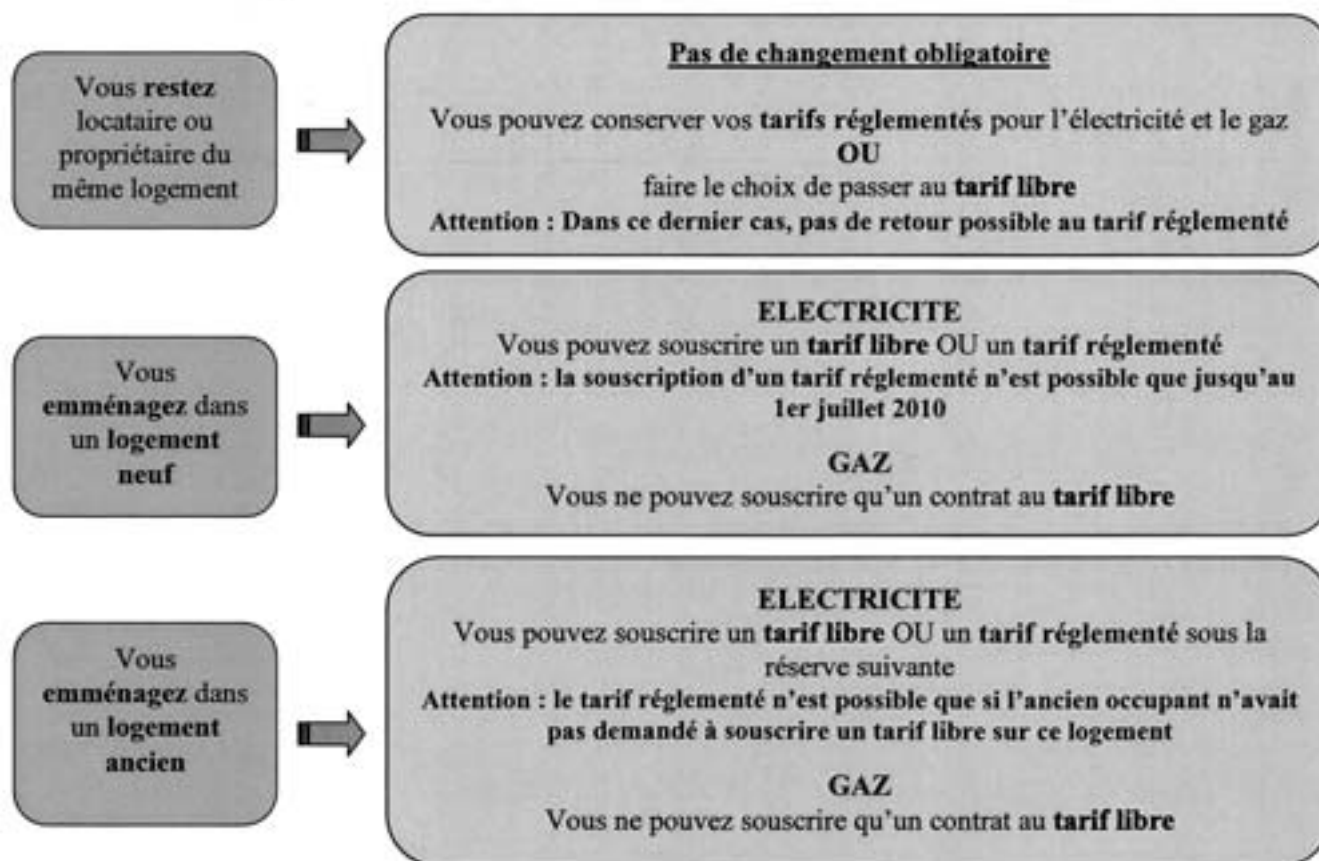 Vous restez
locataire ou
propriétaire du
même logement
Pas de changement obligatoire
Vous pouvez conserver vos tarifs réglementés pour l'électricité et le gaz
OU
faire le choix de passer au tarif libre
Attention : Dans ce dernier cas, pas de retour possible au tarif réglementé
Vous
emménagez dans
un logement
neuf
ELECTRICITE
Vous pouvez souscrire un tarif libre OU un tarif réglementé
Attention : la souscription d'un tarif réglementé n'est possible que jusqu'au
1er juillet 2010
GAZ
Vous ne pouvez souscrire qu'un contrat au tarif libre
Vous
emménagez dans
un logement
ancien
ELECTRICITE
Vous pouvez souscrire un tarif libre OU un tarif réglementé sous la
réserve suivante
Attention : le tarif réglementé n'est possible que si l'ancien occupant n'avait
pas demandé à souscrire un tarif libre sur ce logement
GAZ
Vous ne pouvez souscrire qu'un contrat au tarif libre